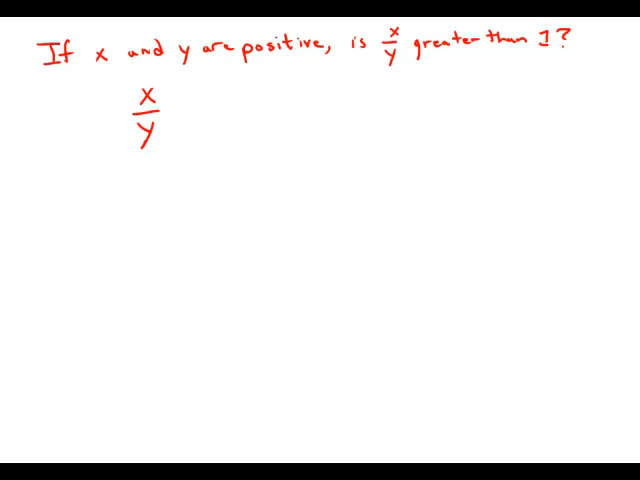 If x and y are positive, is x/y greater than 1?
x
y